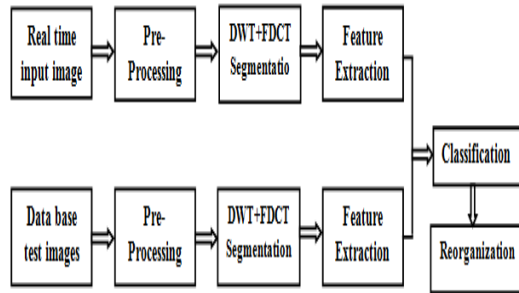 Real time
input image
Pre-
Processing
DWT+FDCT
Segmentatio
Feature
Extraction
Classification
Data base
test images
Pre-
Processing
DWT+FDCT
Segmentation
Feature
Extraction
Reorganization